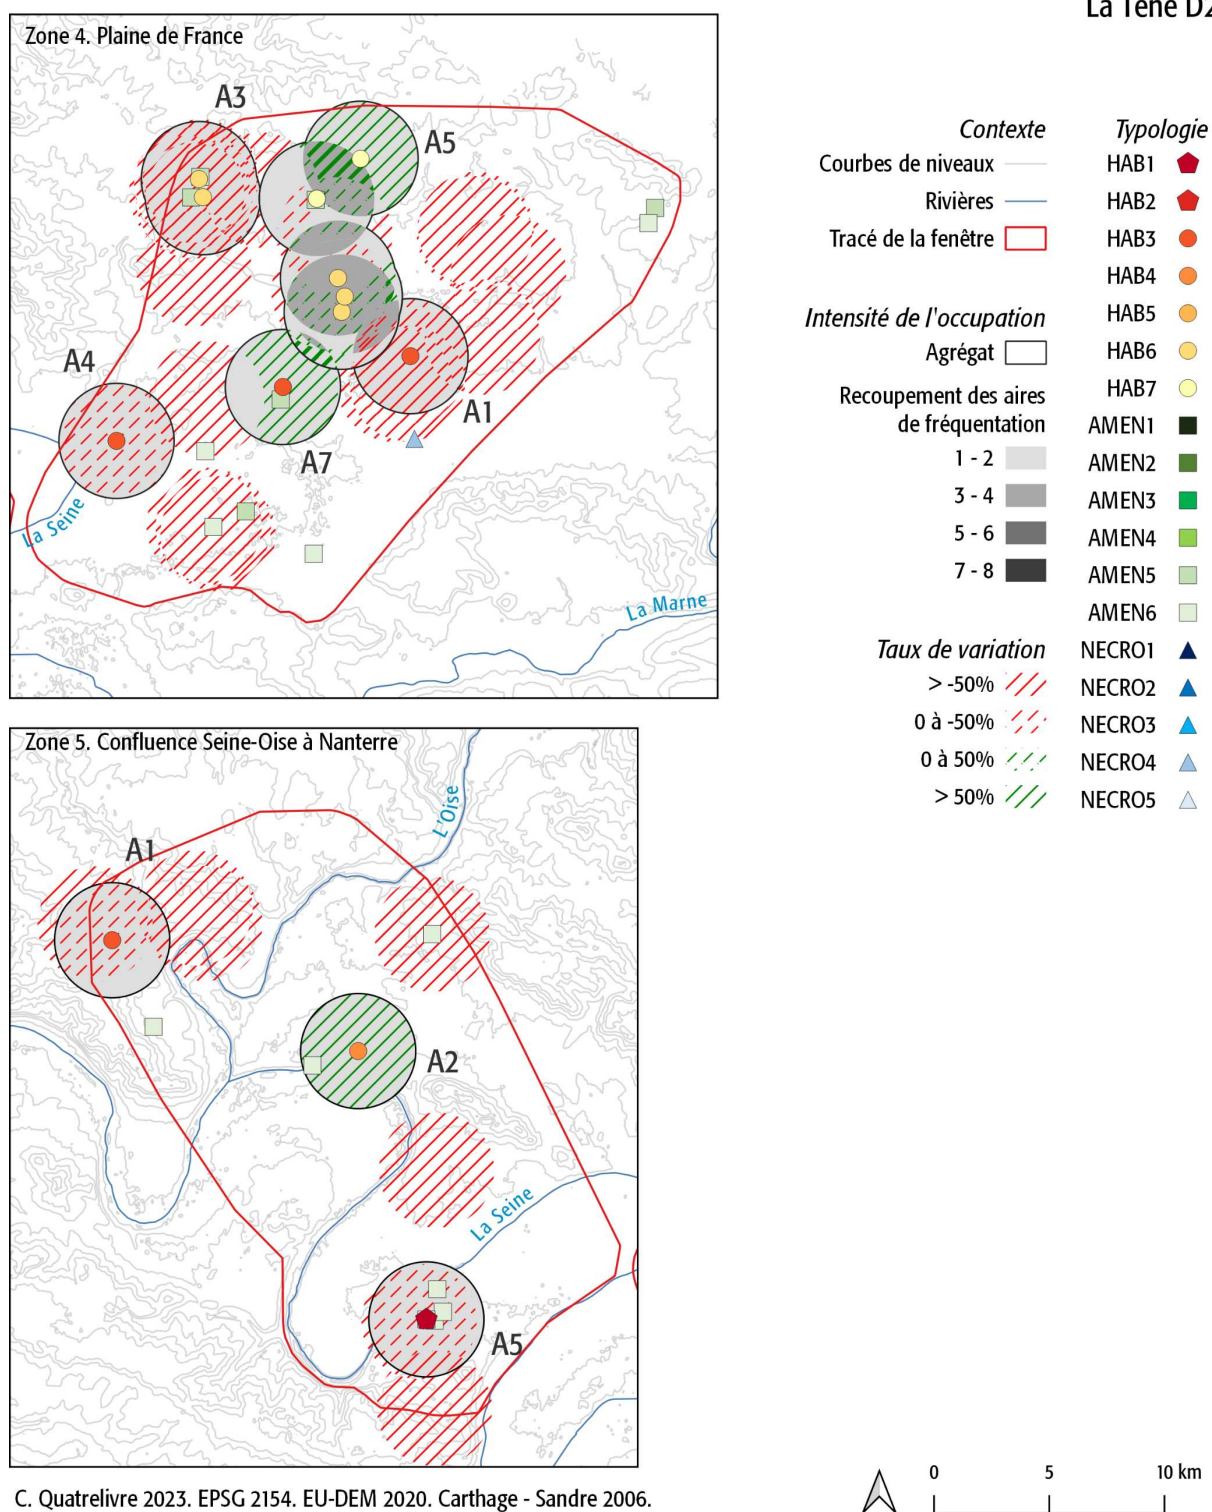 La Tène D2
Zone 4. Plaine de France
A3
A5
A4
A1
A7
La Seine
La Marne
Contexte
Courbes de niveaux
Rivières
Tracé de la fenêtre
Intensité de l'occupation
Agrégat
Recoupement des aires
de fréquentation
1 - 2
3 - 4
5 - 6
7 - 8
Taux de variation
> -50%
0 à -50%
0 à 50%
> 50%
Typologie
HAB1
HAB2
HAB3
HAB4
HAB5
HAB6
HAB7
AMEN1
AMEN2
AMEN3
AMEN4
AMEN5
AMEN6
NECRO1
NECRO2
NECRO3
NECRO4
NECRO5
Zone 5. Confluence Seine-Oise à Nanterre
L'Oise
A1
A2
La Seine
A5
0 5 10 km
C. Quatrelivre 2023. EPSG 2154. EU-DEM 2020. Carthage - Sandre 2006.